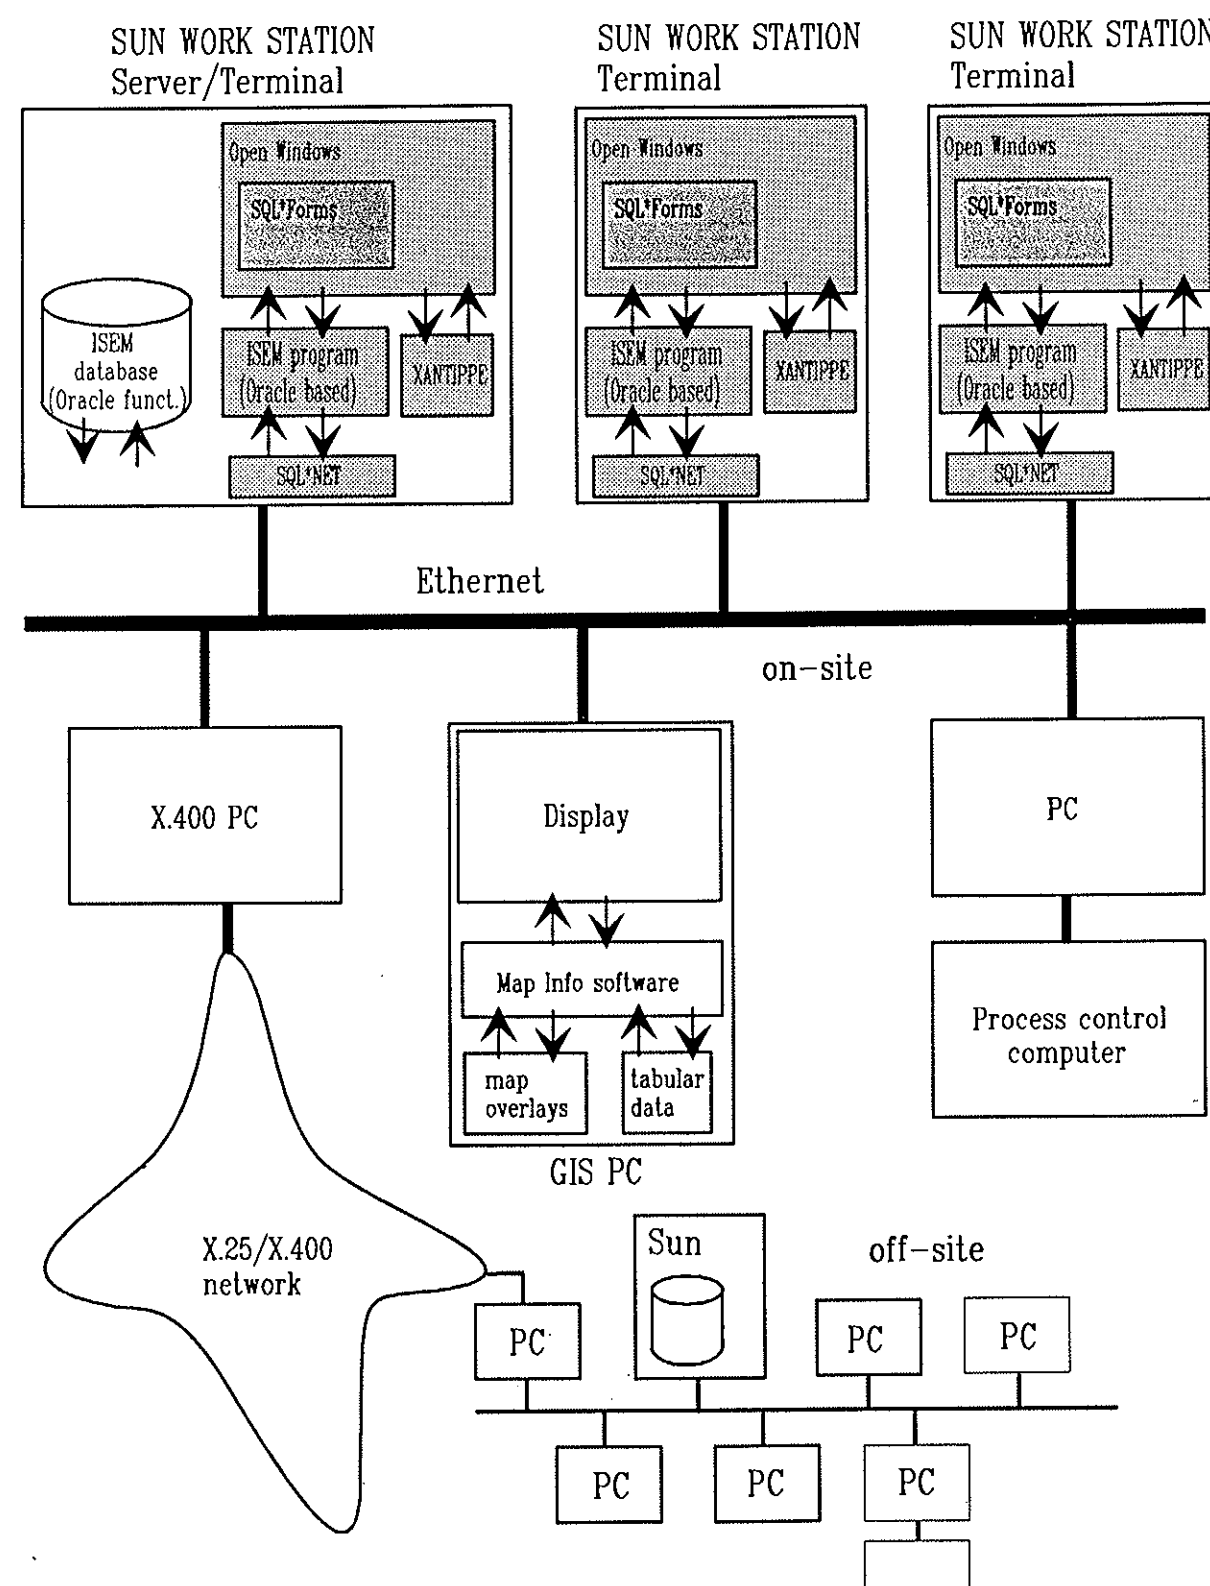 SUN WORK STATION
Server/Terminal
SUN WORK STATION
Terminal
SUN WORK STATION
Terminal
Open Windows
SQL*Forms
ISEM
database
(Oracle funct.)
ISEM program
(Oracle based)
XANTIPPE
SQL*NET
Open Windows
SQL*Forms
ISEM program
(Oracle based)
XANTIPPE
SQL*NET
Open Windows
SQL*Forms
ISEM program
(Oracle based)
XANTIPPE
SQL*NET
Ethernet
on-site
X.400 PC
Display
Map Info software
map
overlays
tabular
data
GIS PC
PC
Process control
computer
X.25/X.400
network
off-site
PC
Sun
PC
PC
PC
PC
PC